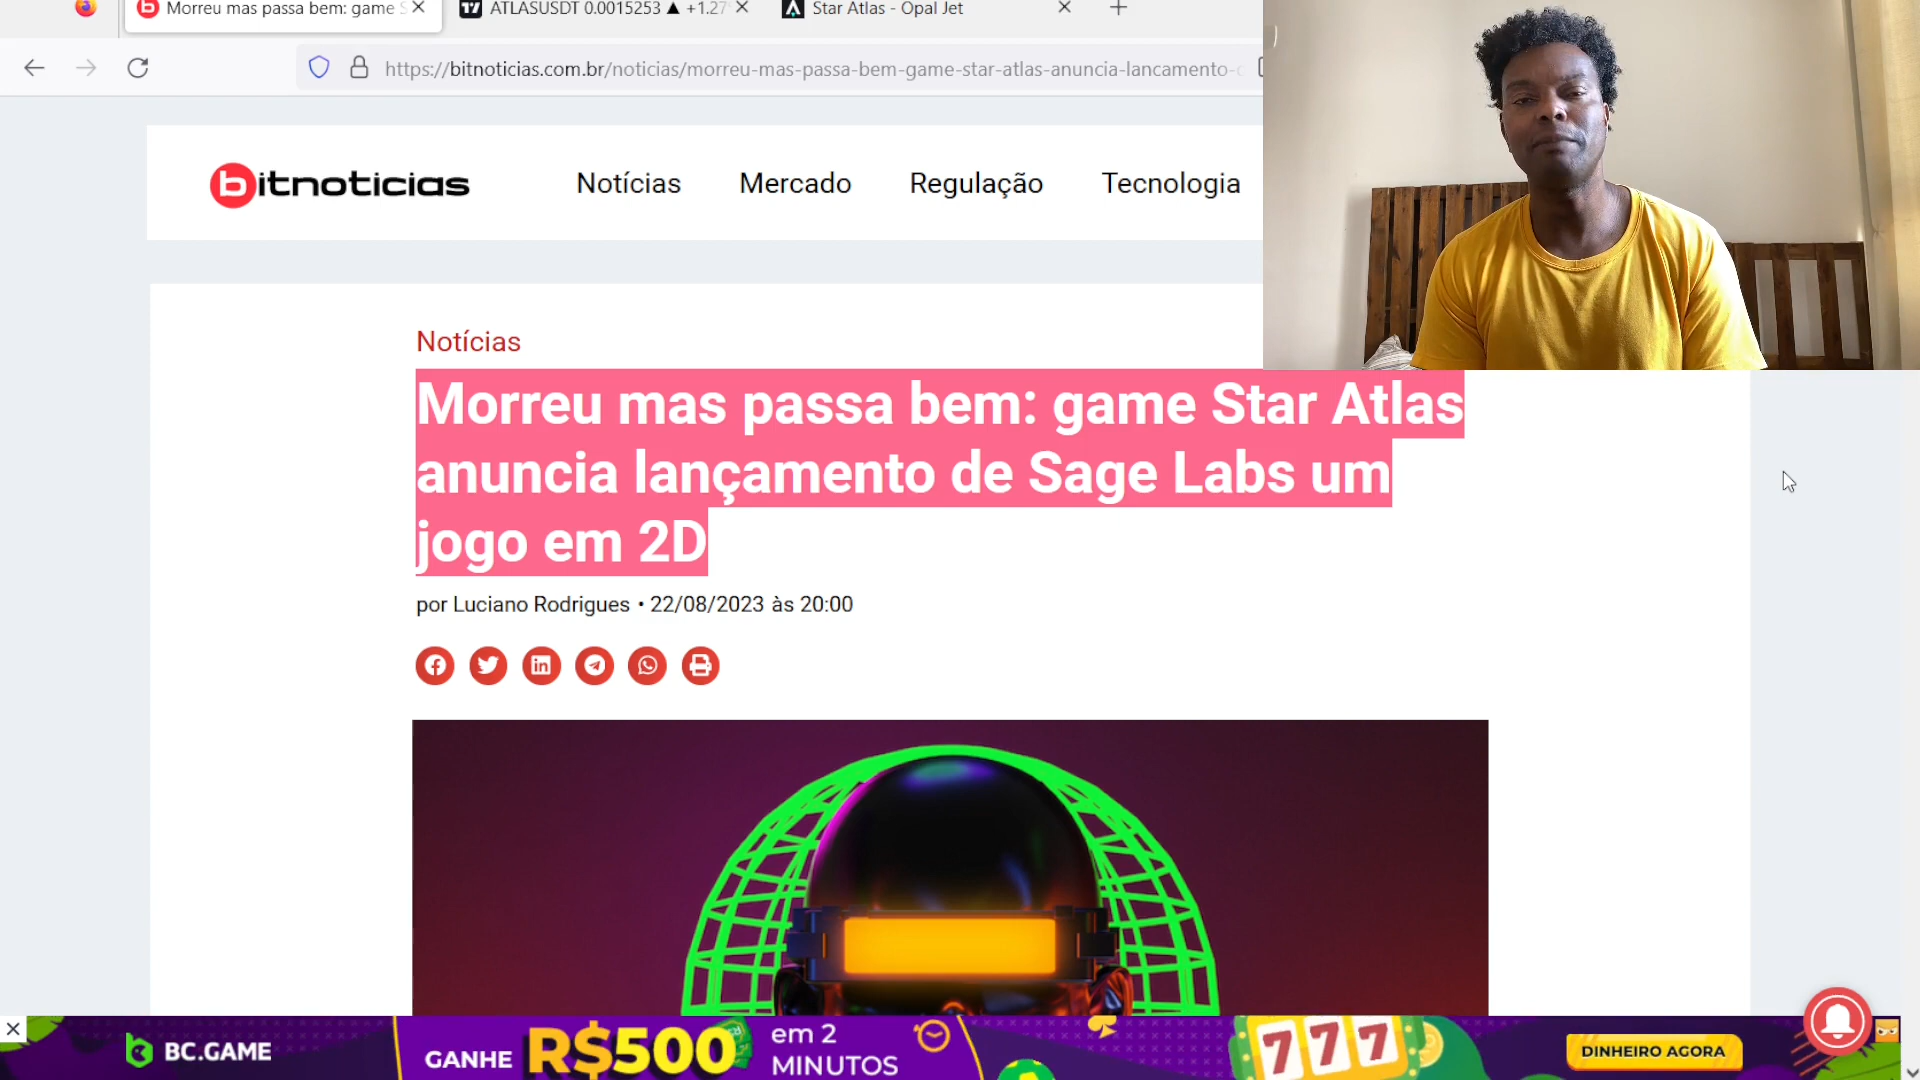 Morreu mas passa bem: game S
ATLASUSDT 0.0015253 ▲ +1.27
Star Atlas - Opal Jet
https://bitnoticias.com.br/noticias/morreu-mas-passa-bem-game-star-atlas-anuncia-lancamento-
bitnoticias
Notícias
Mercado
Regulação
Tecnologia
Notícias
Morreu mas passa bem: game Star Atlas
anuncia lançamento de Sage Labs um
jogo em 2D
por Luciano Rodrigues • 22/08/2023 às 20:00
BC.GAME
GANHE R$500 em 2
MINUTOS
777
DINHEIRO AGORA